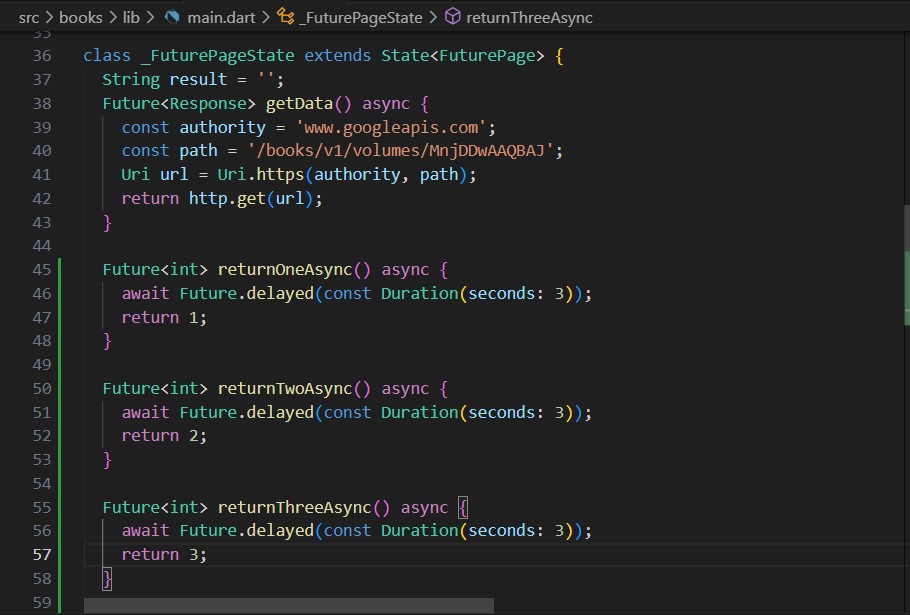 src > books > lib > main.dart > _FuturePageState > returnThreeAsync
35
36 class _FuturePageState extends State<FuturePage> {
37 String result = '';
38 Future<Response> getData() async {
39 const authority = 'www.googleapis.com';
40 const path = '/books/v1/volumes/MnjDDwAAQBAJ';
41 Uri url = Uri.https(authority, path);
42 return http.get(url);
43 }
44
45 Future<int> returnOneAsync() async {
46 await Future.delayed(const Duration(seconds: 3));
47 return 1;
48 }
49
50 Future<int> returnTwoAsync() async {
51 await Future.delayed(const Duration(seconds: 3));
52 return 2;
53 }
54
55 Future<int> returnThreeAsync() async {
56 await Future.delayed(const Duration(seconds: 3));
57 return 3;
58 }
59